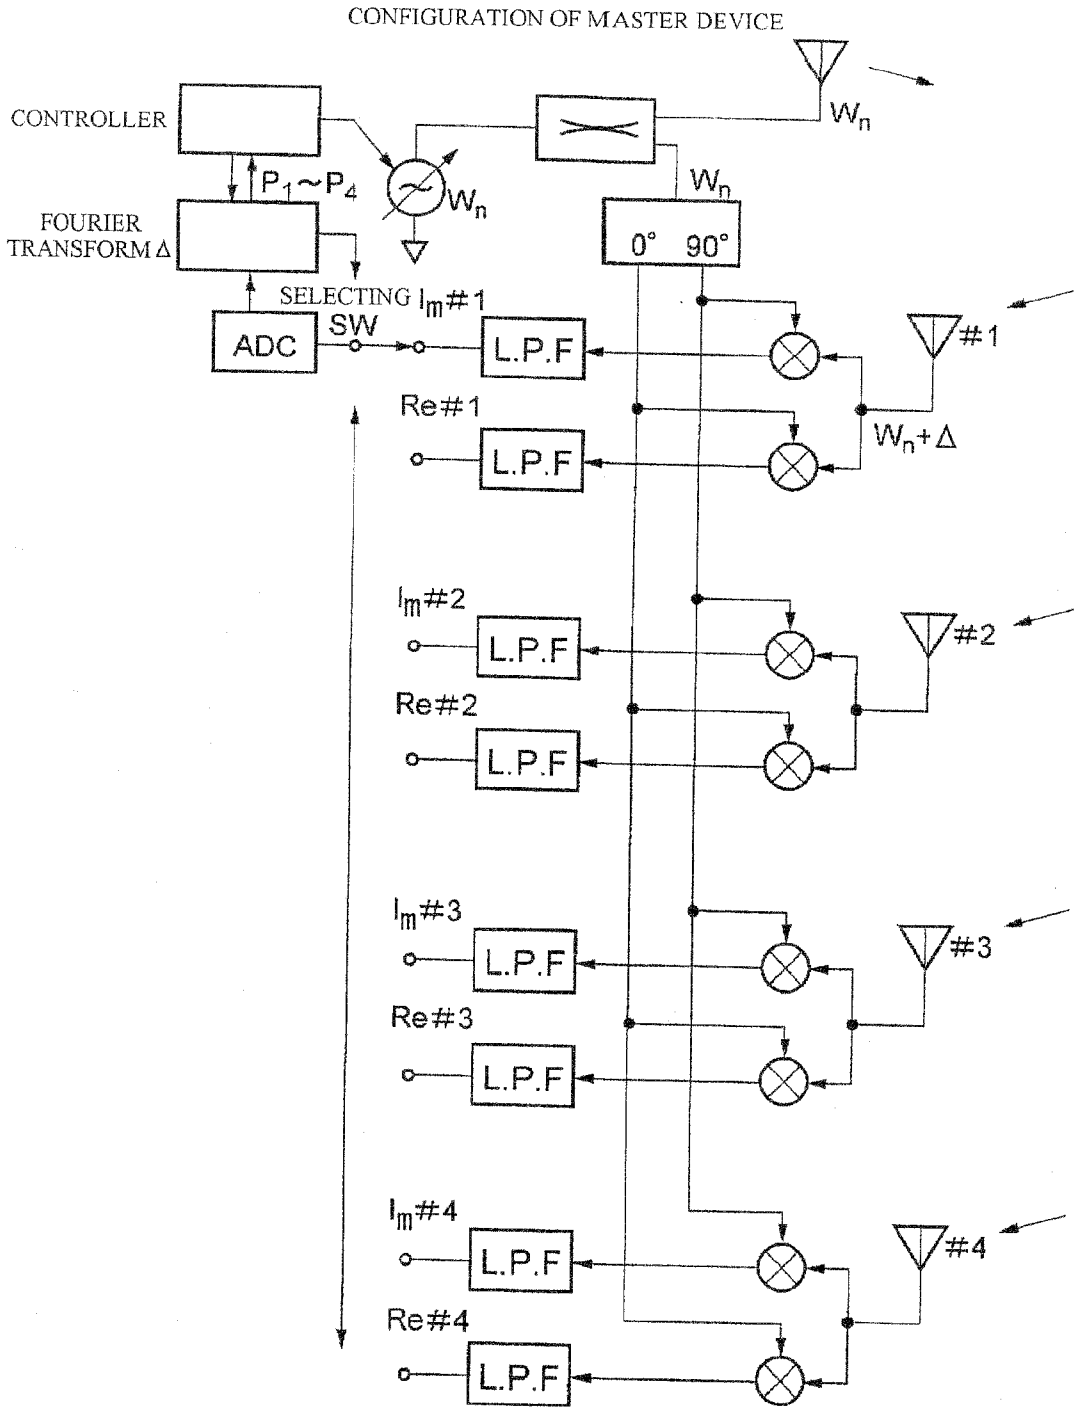 CONFIGURATION OF MASTER DEVICE
CONTROLLER
Wn
P1~P4
Wn
Wn
FOURIER
TRANSFORM Δ
0° 90°
SELECTING Im#1
SW
ADC
L.P.F
#1
Re#1
L.P.F
Wn+Δ
Im#2
L.P.F
#2
Re#2
L.P.F
Im#3
L.P.F
#3
Re#3
L.P.F
Im#4
L.P.F
#4
Re#4
L.P.F